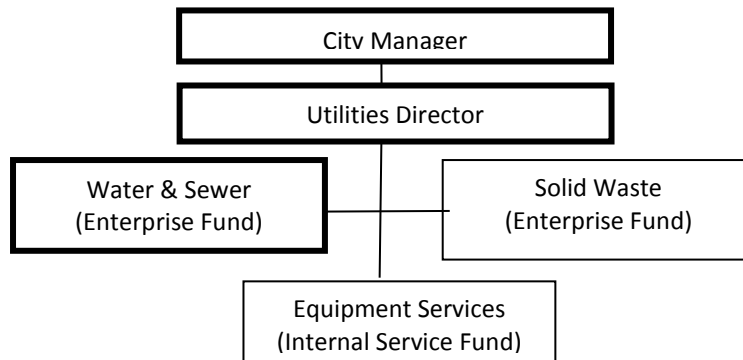 City Manager
Utilities Director
Water & Sewer
(Enterprise Fund)
Solid Waste
(Enterprise Fund)
Equipment Services
(Internal Service Fund)